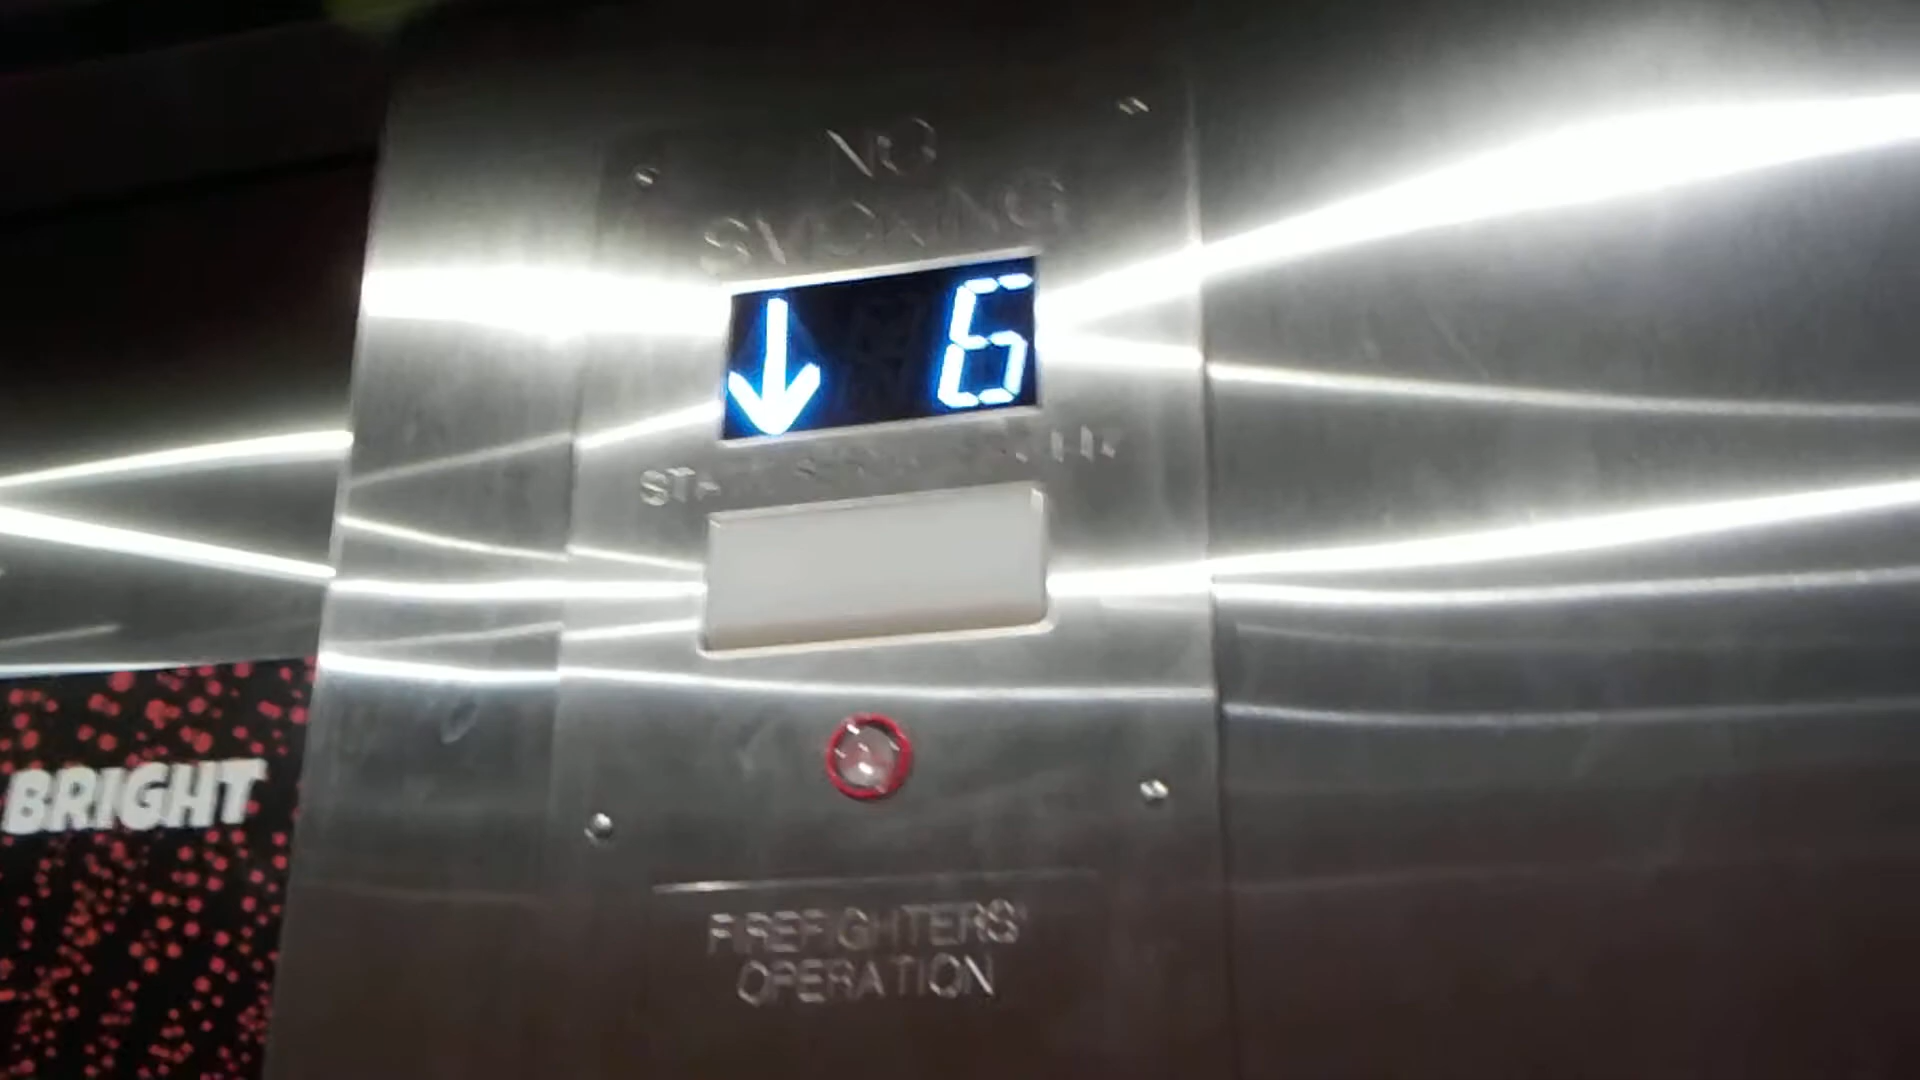 NO
SMOKING
↓ 6
BRIGHT
FIREFIGHTERS'
OPERATION